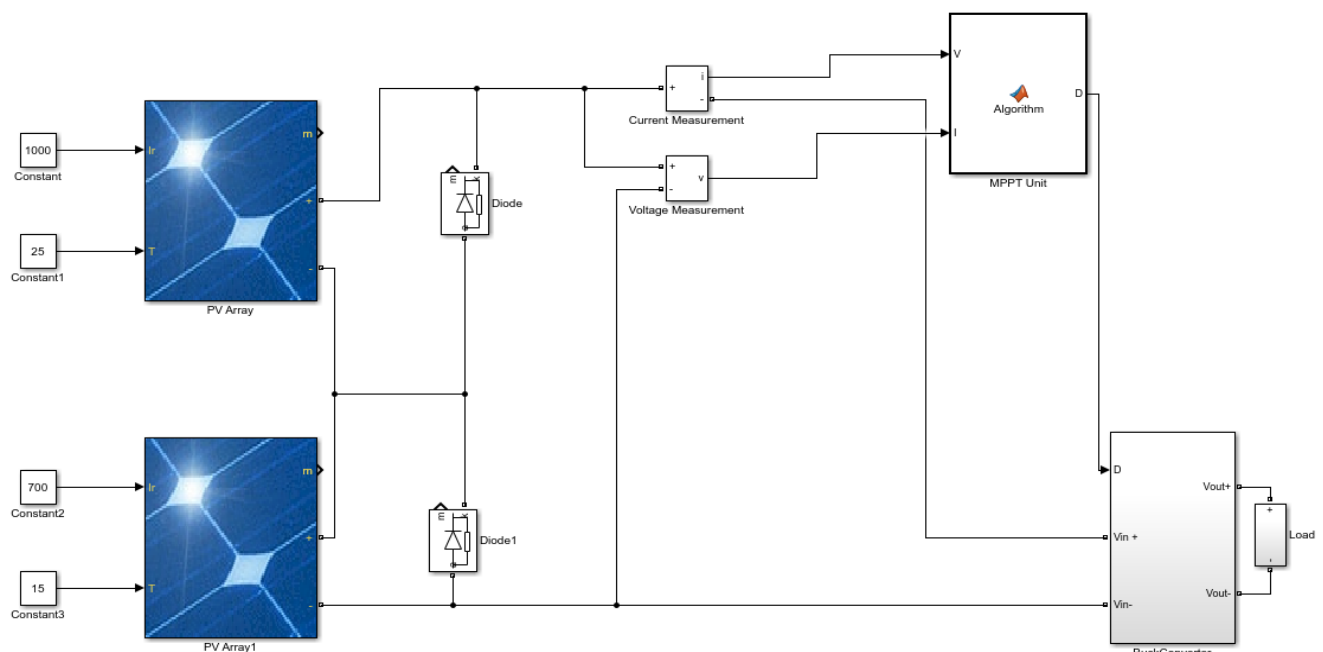 1000
Constant
25
Constant1
Ir
T
m
+
-
PV Array
Diode
m
k
a
+
i
-
Current Measurement
+
-
v
Voltage Measurement
V
I
D
Algorithm
MPPT Unit
700
Constant2
15
Constant3
Ir
T
m
+
-
PV Array1
Diode1
m
k
a
D
Vin +
Vin-
Vout+
Vout-
+
-
Load
BuckConverter